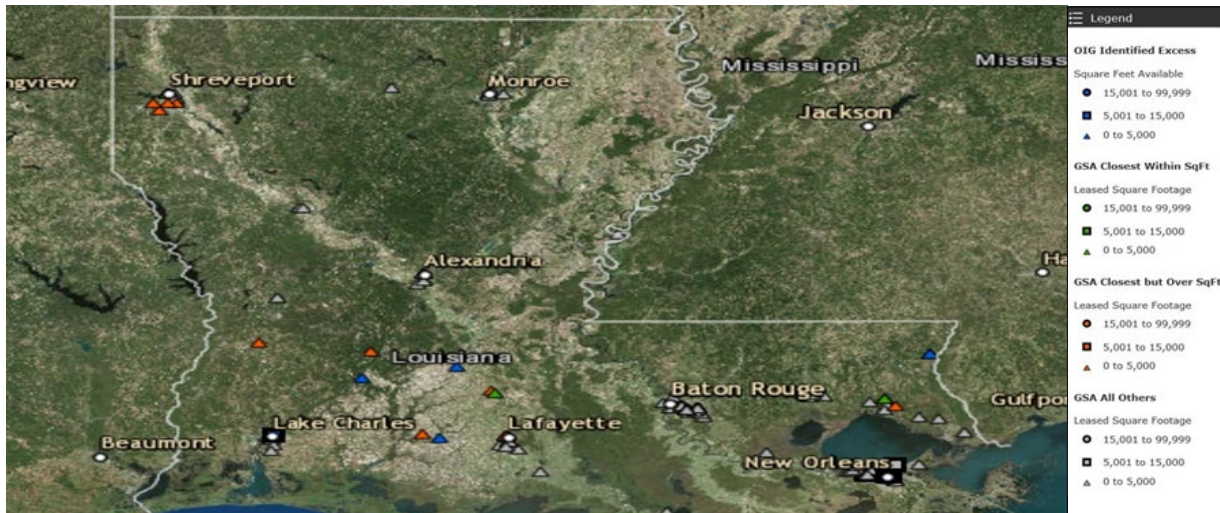 Legend
OIG Identified Excess
Square Feet Available
15,001 to 99,999
5,001 to 15,000
0 to 5,000
GSA Closest Within SqFt
Leased Square Footage
15,001 to 99,999
5,001 to 15,000
0 to 5,000
GSA Closest but Over SqFt
Leased Square Footage
15,001 to 99,999
5,001 to 15,000
0 to 5,000
GSA All Others
Leased Square Footage
15,001 to 99,999
5,001 to 15,000
0 to 5,000
ngview
Shreveport
Monroe
Mississippi
Mississ
Jackson
Alexandria
Ha
Louisiana
Baton Rouge
Gulfpor
Lake Charles
Lafayette
Beaumont
New Orleans